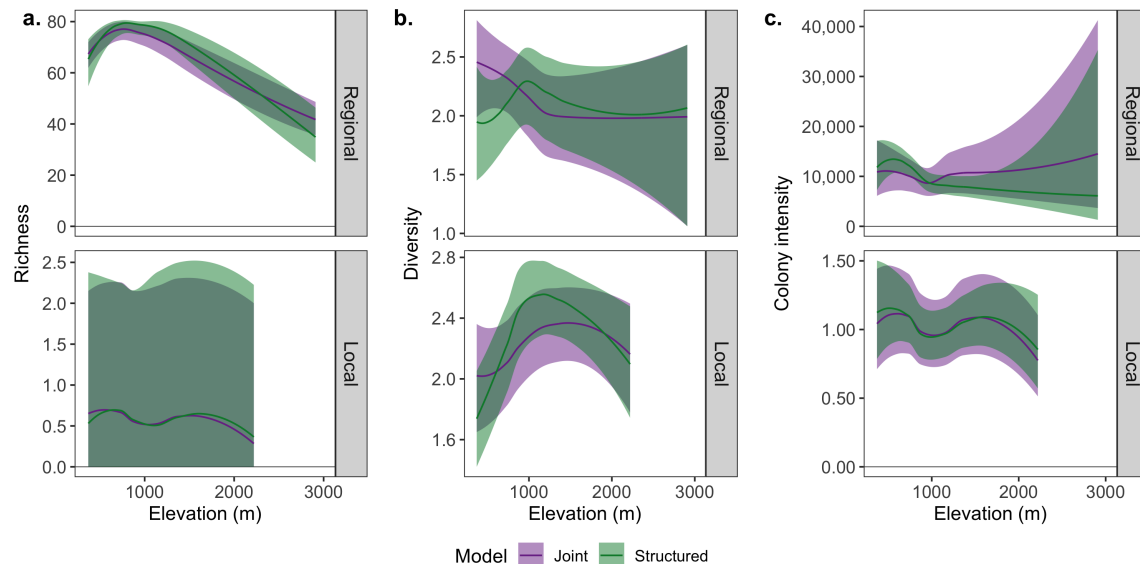 a.
Richness
80
60
40
20
0
Regional
2.5
2.0
1.5
1.0
0.5
0.0
Local
1000 2000 3000
Elevation (m)
b.
Diversity
2.5
2.0
1.5
1.0
Regional
2.8
2.4
2.0
1.6
Local
1000 2000 3000
Elevation (m)
c.
Colony intensity
40,000
30,000
20,000
10,000
0
Regional
1.50
1.00
0.50
0.00
Local
1000 2000 3000
Elevation (m)
Model Joint Structured